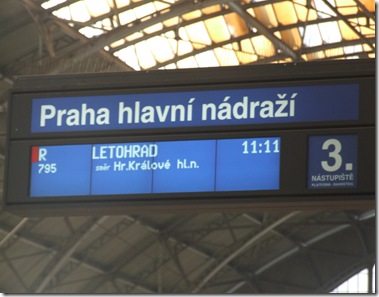 Praha hlavní nádraží
R LETOHRAD 11:11
795 směr Hr.Králové hl.n.
3.
NÁSTUPIŠTĚ